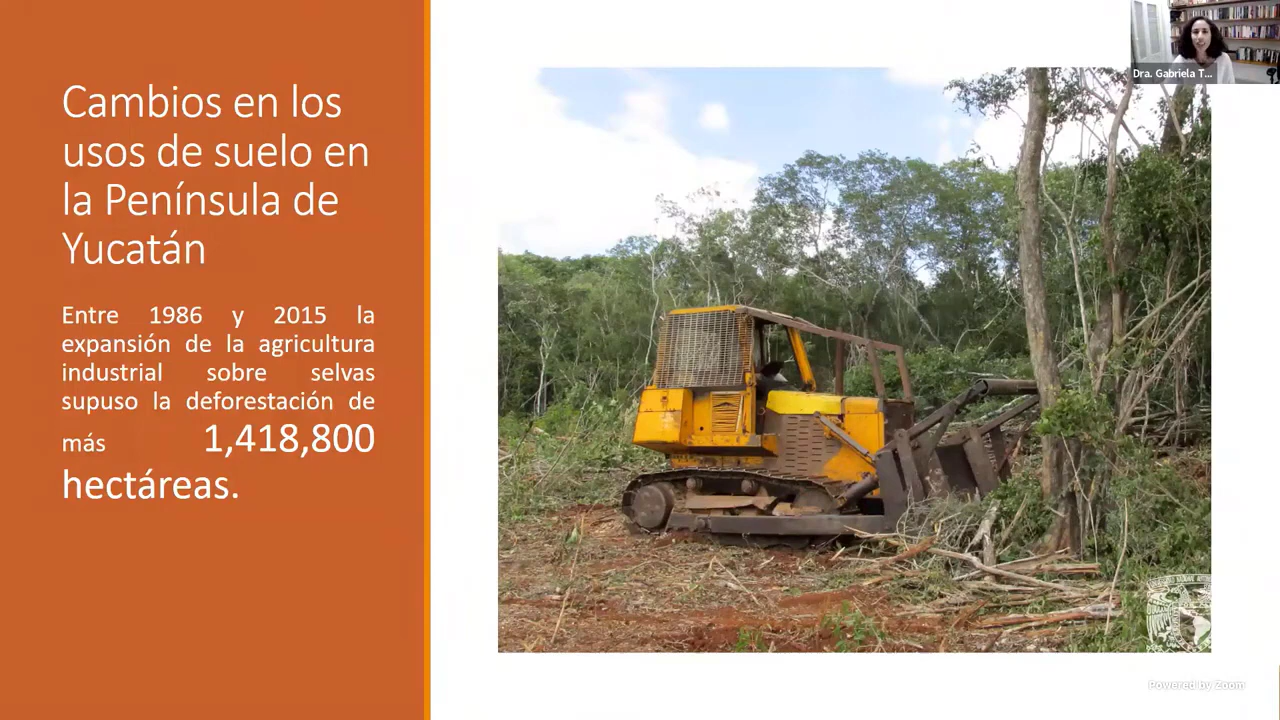 Cambios en los
usos de suelo en
la Península de
Yucatán
Entre 1986 y 2015 la
expansión de la agricultura
industrial sobre selvas
supuso la deforestación de
más 1,418,800
hectáreas.
Dra. Gabriela T...
Powered by Zoom